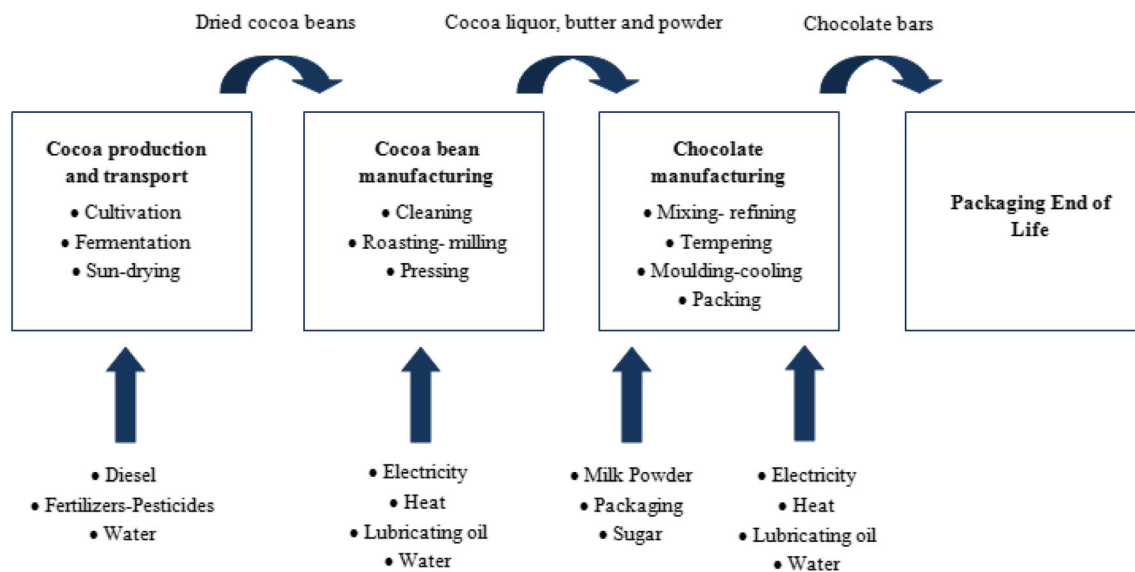 Dried cocoa beans
Cocoa liquor, butter and powder
Chocolate bars
Cocoa production
and transport
• Cultivation
• Fermentation
• Sun-drying
Cocoa bean
manufacturing
• Cleaning
• Roasting- milling
• Pressing
Chocolate
manufacturing
• Mixing- refining
• Tempering
• Moulding-cooling
• Packing
Packaging End of
Life
• Diesel
• Fertilizers-Pesticides
• Water
• Electricity
• Heat
• Lubricating oil
• Water
• Milk Powder
• Packaging
• Sugar
• Electricity
• Heat
• Lubricating oil
• Water